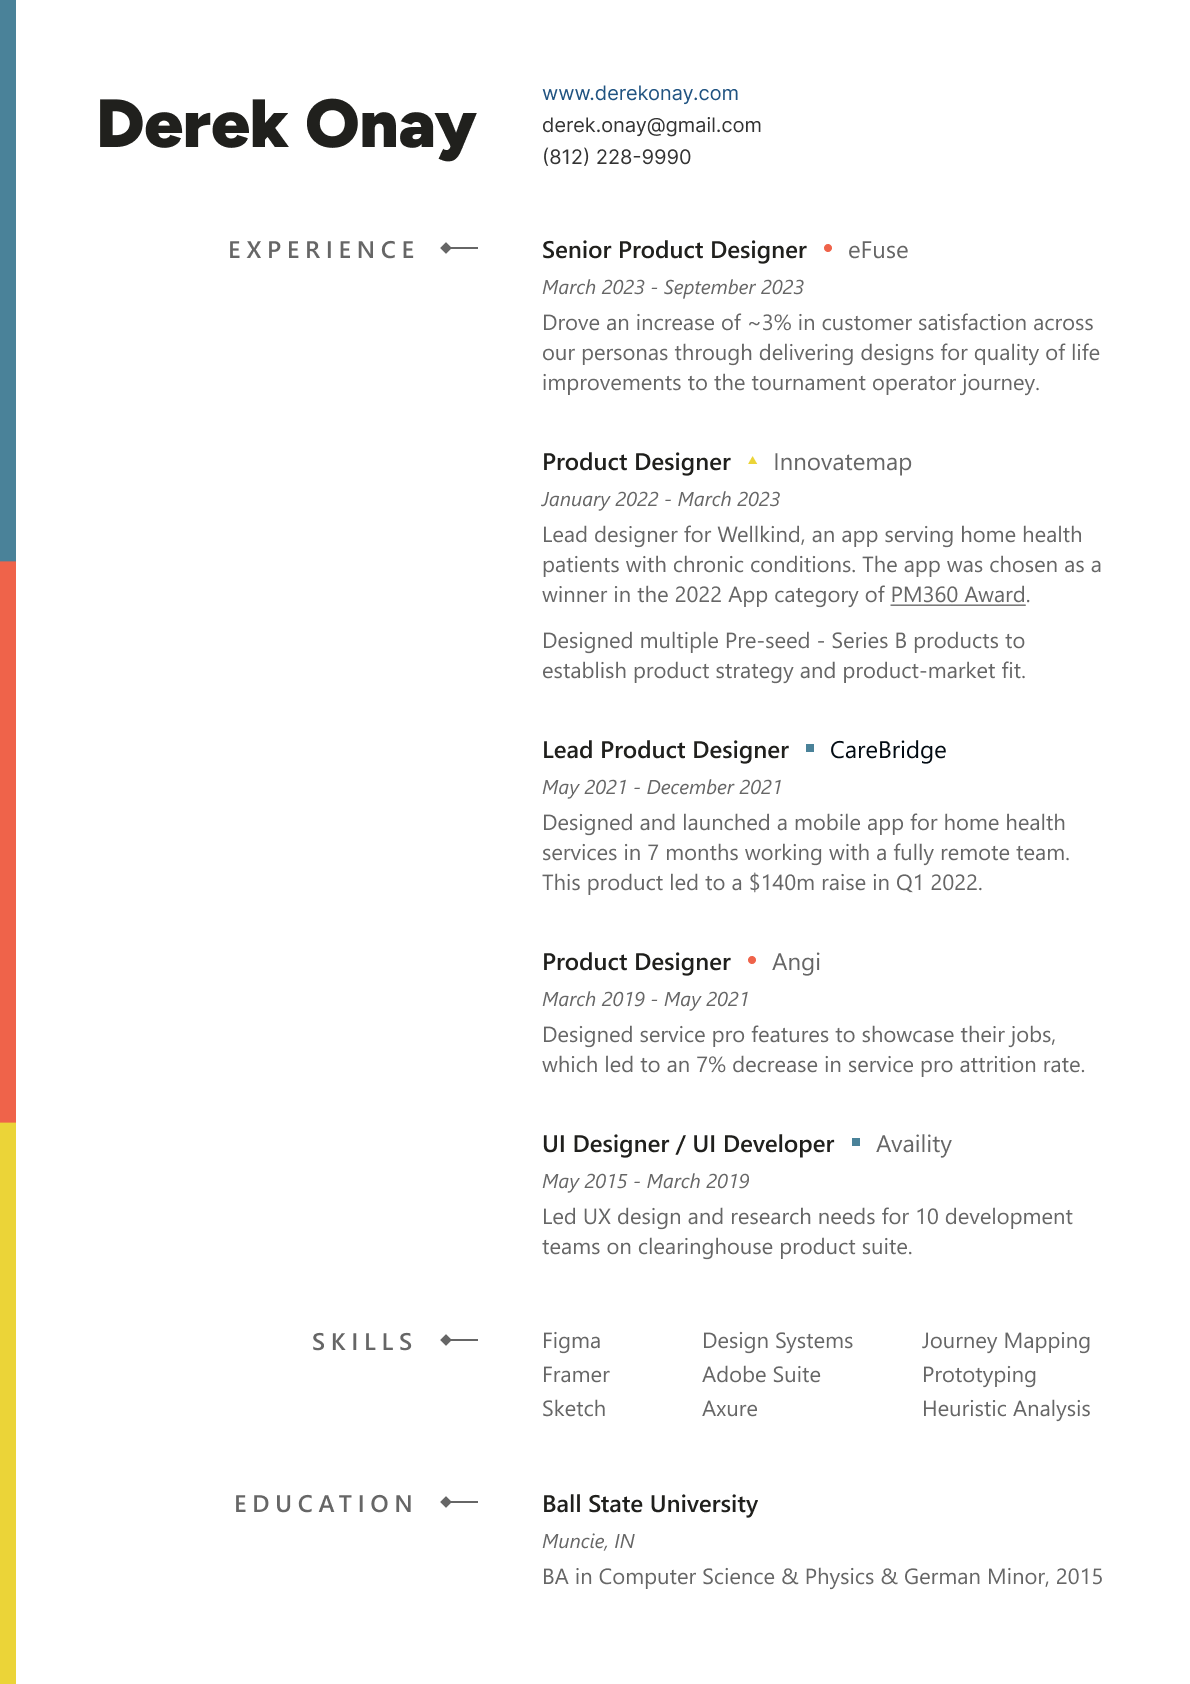 Derek Onay
www.derekonay.com
derek.onay@gmail.com
(812) 228-9990
EXPERIENCE
Senior Product Designer • eFuse
March 2023 - September 2023
Drove an increase of ~3% in customer satisfaction across
our personas through delivering designs for quality of life
improvements to the tournament operator journey.
Product Designer ▲ Innovatemap
January 2022 - March 2023
Lead designer for Wellkind, an app serving home health
patients with chronic conditions. The app was chosen as a
winner in the 2022 App category of PM360 Award.
Designed multiple Pre-seed - Series B products to
establish product strategy and product-market fit.
Lead Product Designer ■ CareBridge
May 2021 - December 2021
Designed and launched a mobile app for home health
services in 7 months working with a fully remote team.
This product led to a $140m raise in Q1 2022.
Product Designer • Angi
March 2019 - May 2021
Designed service pro features to showcase their jobs,
which led to an 7% decrease in service pro attrition rate.
UI Designer / UI Developer ■ Availity
May 2015 - March 2019
Led UX design and research needs for 10 development
teams on clearinghouse product suite.
SKILLS
Figma Design Systems Journey Mapping
Framer Adobe Suite Prototyping
Sketch Axure Heuristic Analysis
EDUCATION
Ball State University
Muncie, IN
BA in Computer Science & Physics & German Minor, 2015